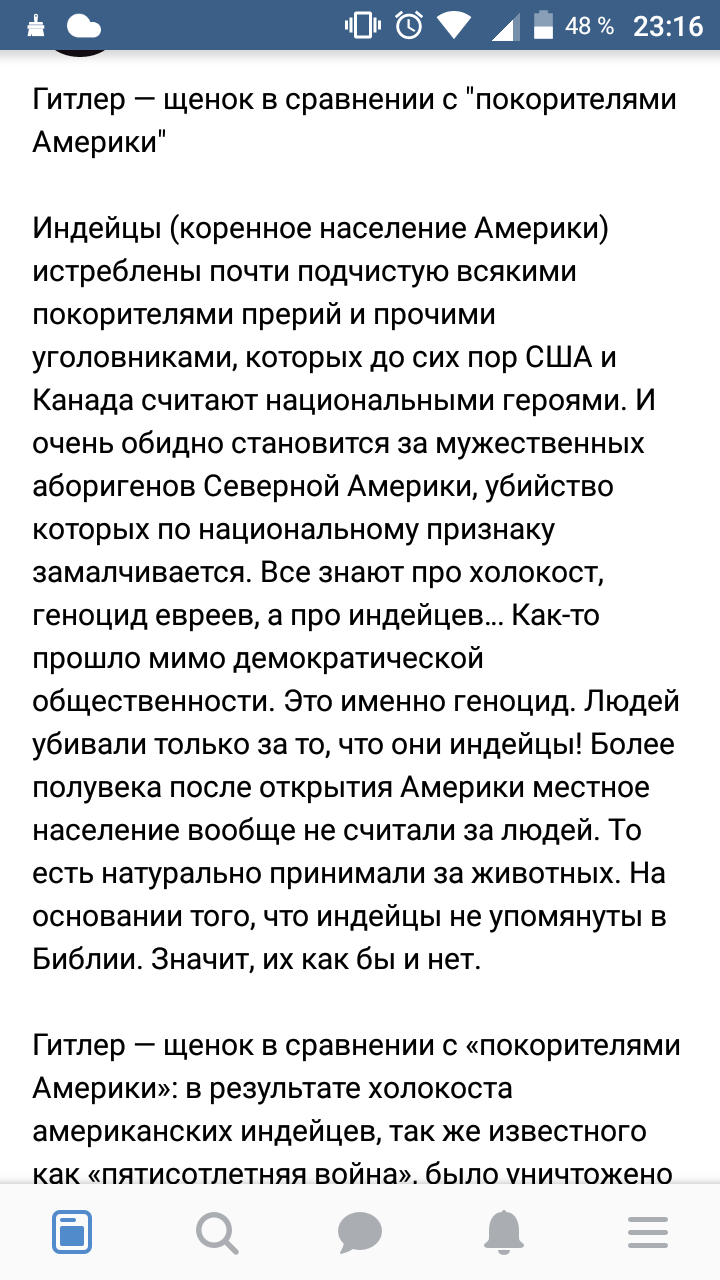 48 % 23:16
Гитлер — щенок в сравнении с "покорителями
Америки"
Индейцы (коренное население Америки)
истреблены почти подчистую всякими
покорителями прерий и прочими
уголовниками, которых до сих пор США и
Канада считают национальными героями. И
очень обидно становится за мужественных
аборигенов Северной Америки, убийство
которых по национальному признаку
замалчивается. Все знают про холокост,
геноцид евреев, а про индейцев... Как-то
прошло мимо демократической
общественности. Это именно геноцид. Людей
убивали только за то, что они индейцы! Более
полувека после открытия Америки местное
население вообще не считали за людей. То
есть натурально принимали за животных. На
основании того, что индейцы не упомянуты в
Библии. Значит, их как бы и нет.
Гитлер — щенок в сравнении с «покорителями
Америки»: в результате холокоста
американских индейцев, так же известного
как «пятисотлетняя война», было уничтожено